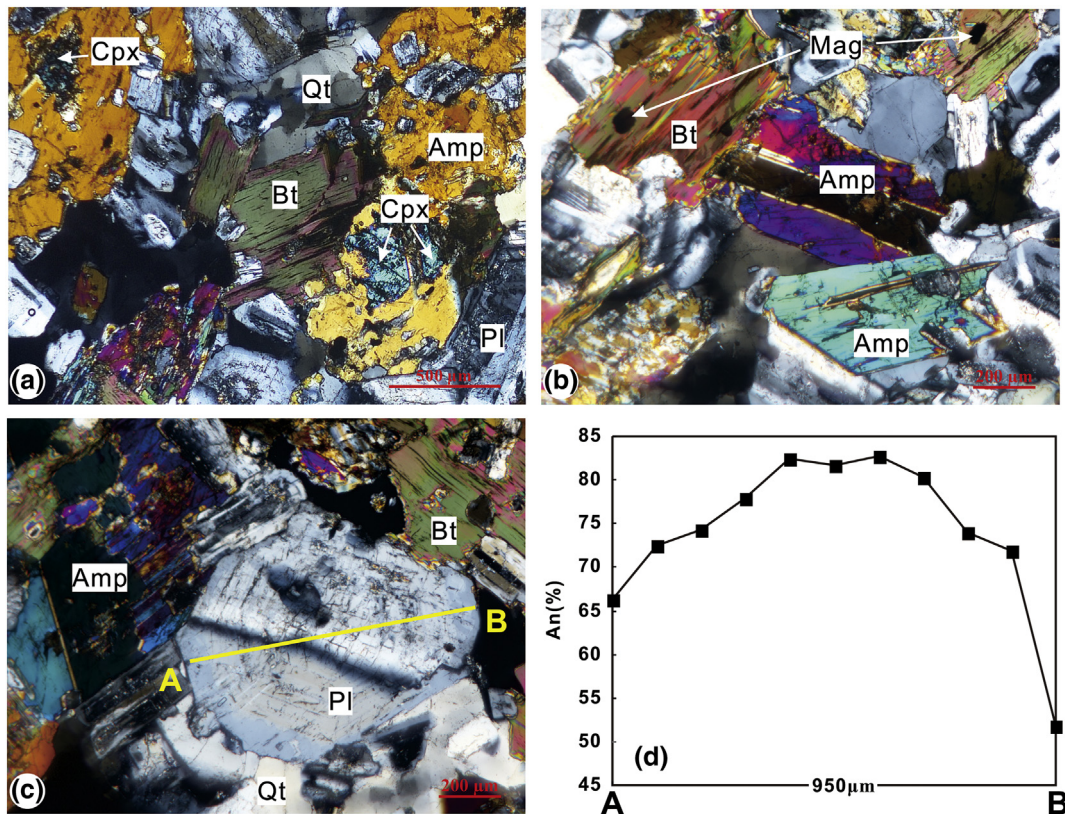 Cpx
Qt
Amp
Bt
Cpx
Pl
(a)
500 μm
Mag
Bt
Amp
Amp
(b)
200 μm
Bt
Amp
B
A
Pl
Qt
(c)
200 μm
85
80
75
70
65
60
55
50
45
An(%)
(d)
A
950μm
B